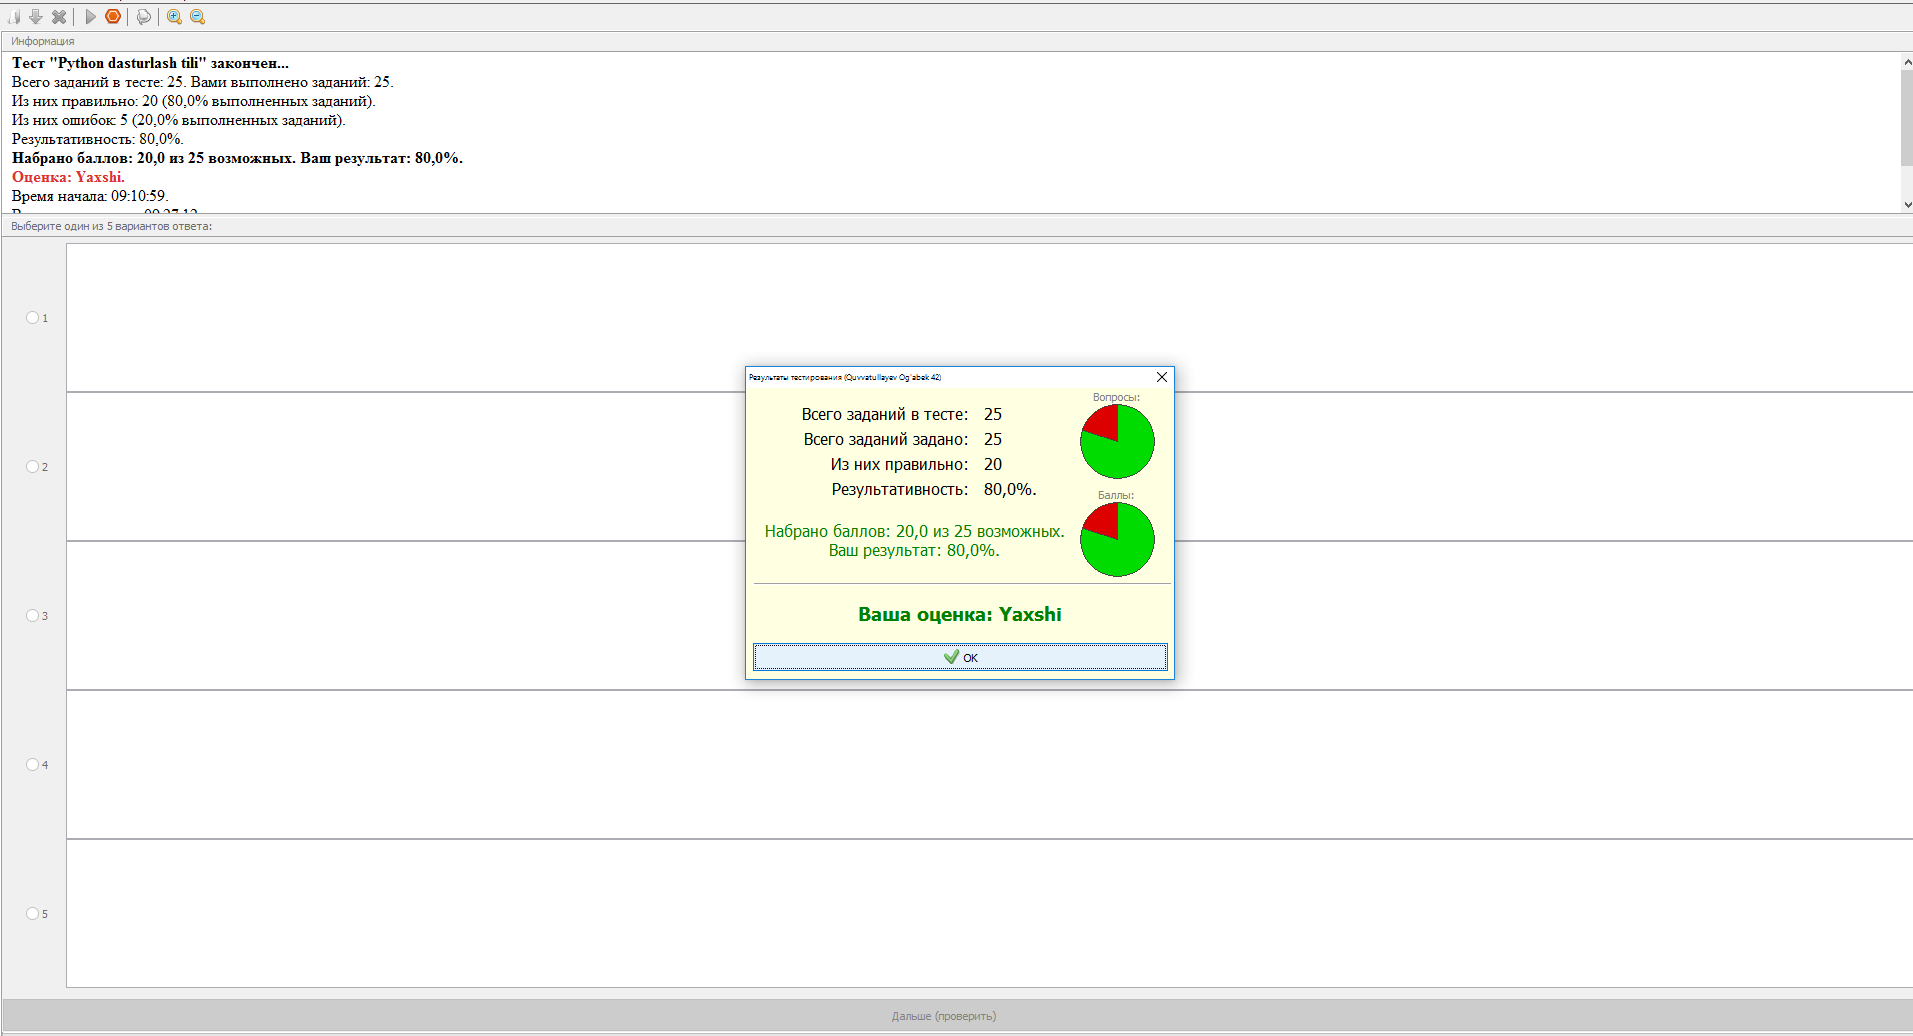 Информация
Тест "Python dasturlash tili" закончен...
Всего заданий в тесте: 25. Вами выполнено заданий: 25.
Из них правильно: 20 (80,0% выполненных заданий).
Из них ошибок: 5 (20,0% выполненных заданий).
Результативность: 80,0%.
Набрано баллов: 20,0 из 25 возможных. Ваш результат: 80,0%.
Оценка: Yaxshi.
Время начала: 09:10:59.
Выберите один из 5 вариантов ответа:
1
2
3
4
5
Результаты тестирования (Quvvatullayev Og'abek 42)
Всего заданий в тесте: 25
Всего заданий задано: 25
Из них правильно: 20
Результативность: 80,0%.
Вопросы:
Баллы:
Набрано баллов: 20,0 из 25 возможных.
Ваш результат: 80,0%.
Ваша оценка: Yaxshi
OK
Дальше (проверить)